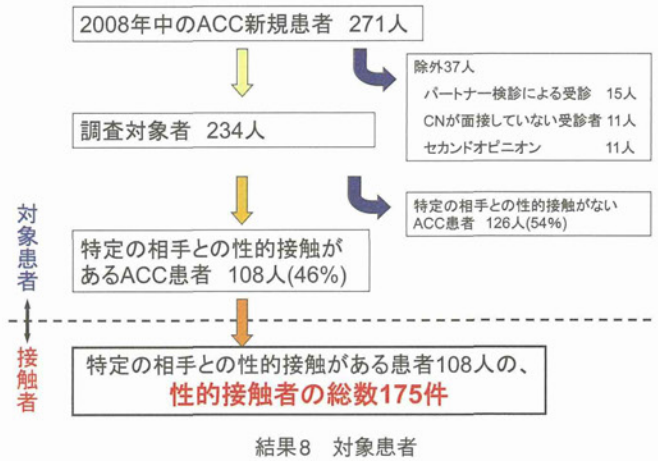 2008年中のACC新規患者 271人
除外37人
パートナー検診による受診 15人
CNが面接していない受診者 11人
セカンドオピニオン 11人
調査対象者 234人
特定の相手との性的接触がない
ACC患者 126人(54%)
特定の相手との性的接触が
あるACC患者 108人(46%)
対象患者
接触者
特定の相手との性的接触がある患者108人の、
性的接触者の総数175件
結果8 対象患者